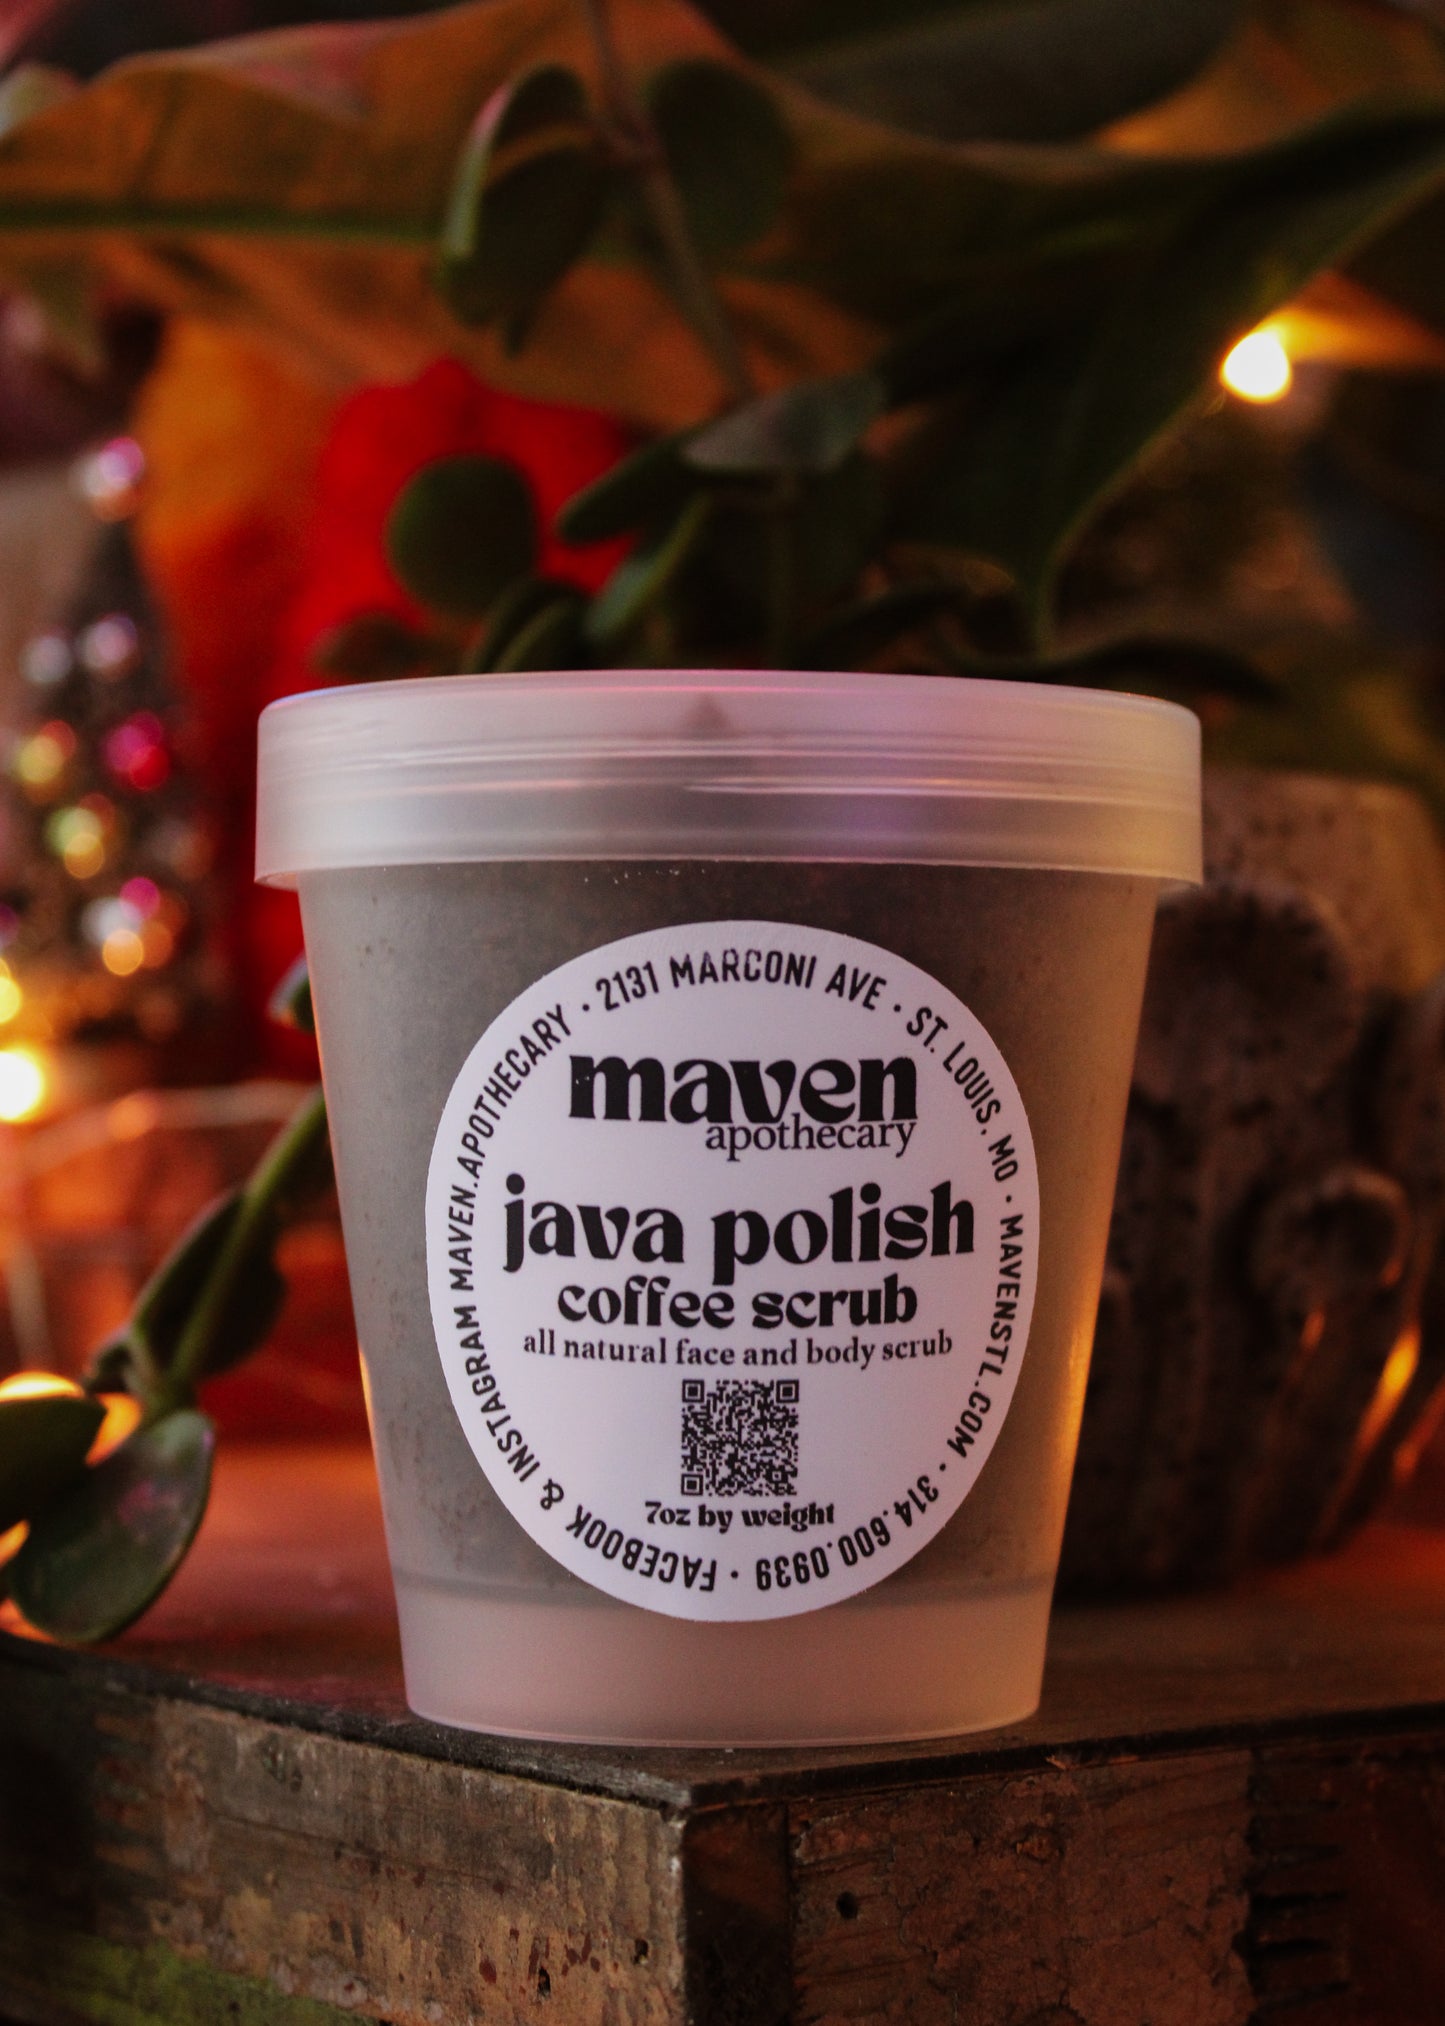 2131 MARCONI AVE • ST. LOUIS, MO • MAVENSTL.COM • 314.600.0939 • FACEBOOK & INSTAGRAM MAVEN.APOTHECARY •
maven
apothecary
java polish
coffee scrub
all natural face and body scrub
7oz by weight